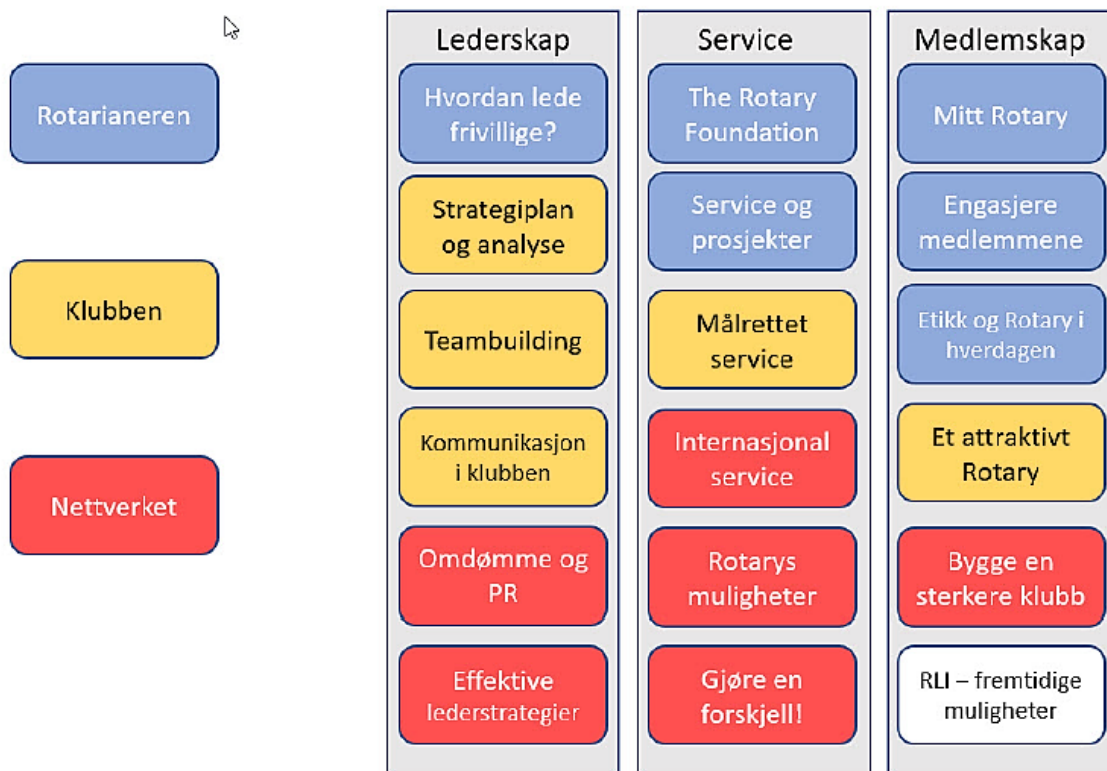 Rotarianeren
Klubben
Nettverket
Lederskap
Hvordan lede
frivillige?
Strategiplan
og analyse
Teambuilding
Kommunikasjon
i klubben
Omdømme og
PR
Effektive
lederstrategier
Service
The Rotary
Foundation
Service og
prosjekter
Målrettet
service
Internasjonal
service
Rotarys
muligheter
Gjøre en
forskjell!
Medlemskap
Mitt Rotary
Engasjere
medlemmene
Etikk og Rotary i
hverdagen
Et attraktivt
Rotary
Bygge en
sterkere klubb
RLI – fremtidige
muligheter